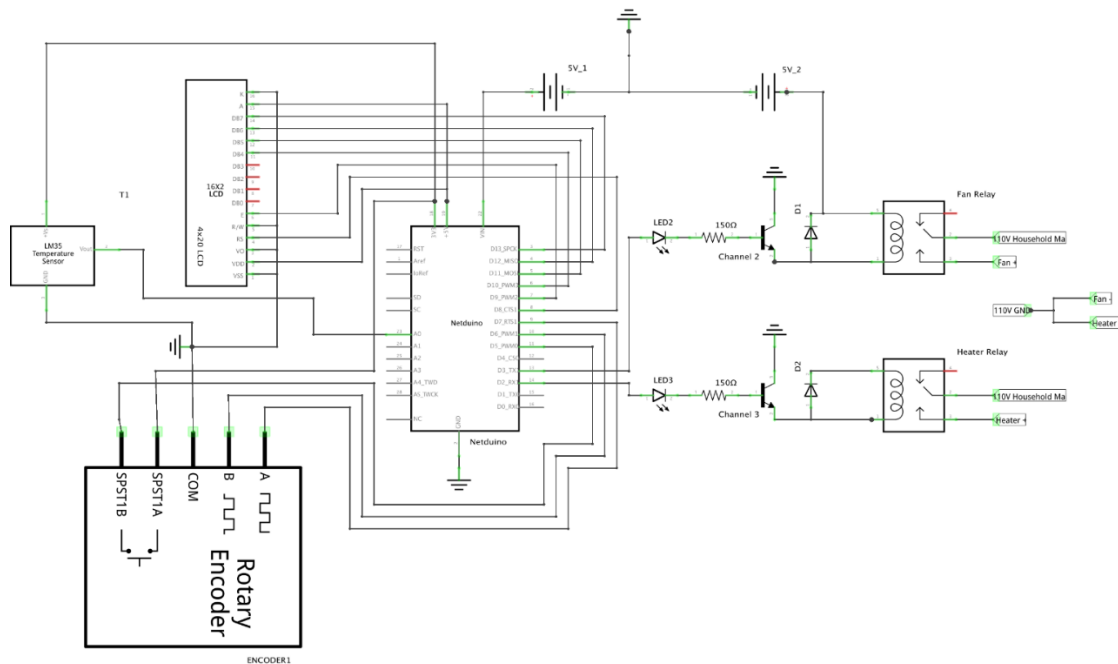 5V_1
5V_2
K
A
DB7
DB6
DB5
DB4
DB3
DB2
DB1
DB0
E
R/W
RS
VO
VDD
VSS
16X2
LCD
4x20 LCD
T1
LM35
Temperature
Sensor
Vout
GND
RST
Aref
IoRef
SD
SC
A0
A1
A2
A3
A4_TWD
A5_TWCK
NC
D13_SPCK
D12_MISO
D11_MOSI
D10_PWM3
D9_PWM2
D8_CTS1
D7_RTS1
D6_PWM1
D5_PWM0
D4_CTS
D3_TX1
D2_RX1
D1_TX0
D0_RX0
Netduino
GND
Netduino
LED2
150Ω
Channel 2
D1
Fan Relay
110V Household Ma
Fan +
110V GND
Fan -
Heater
LED3
150Ω
Channel 3
D2
Heater Relay
110V Household Ma
Heater +
SPST1B
SPST1A
COM
B
A
Rotary
Encoder
ENCODER1